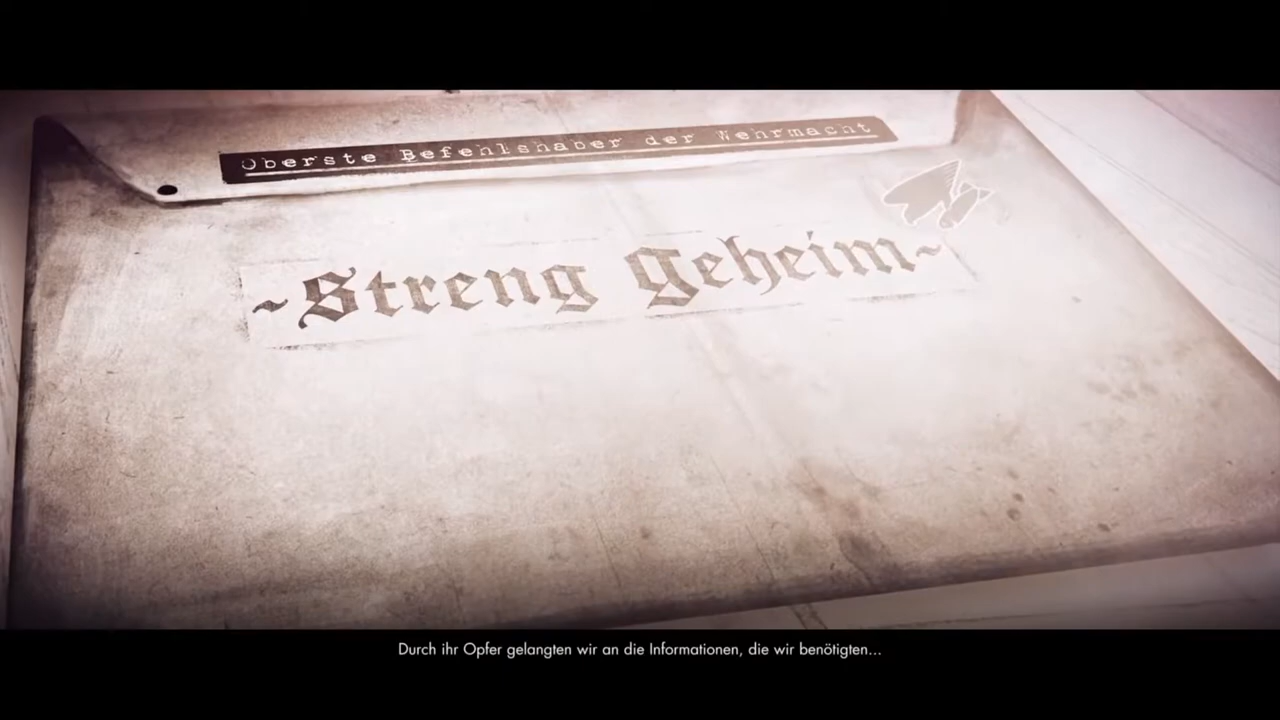 Oberste Befehlshaber der Wehrmacht
~Streng Geheim~
Durch ihr Opfer gelangten wir an die Informationen, die wir benötigten...